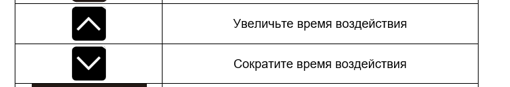 Увеличьте время воздействия
Сократите время воздействия